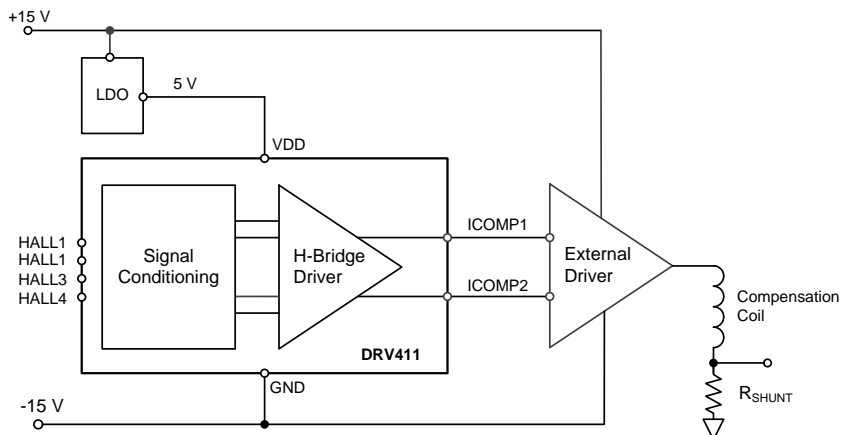 +15 V
LDO
5 V
VDD
HALL1
HALL1
HALL3
HALL4
Signal
Conditioning
H-Bridge
Driver
DRV411
ICOMP1
ICOMP2
External
Driver
Compensation
Coil
RSHUNT
GND
-15 V